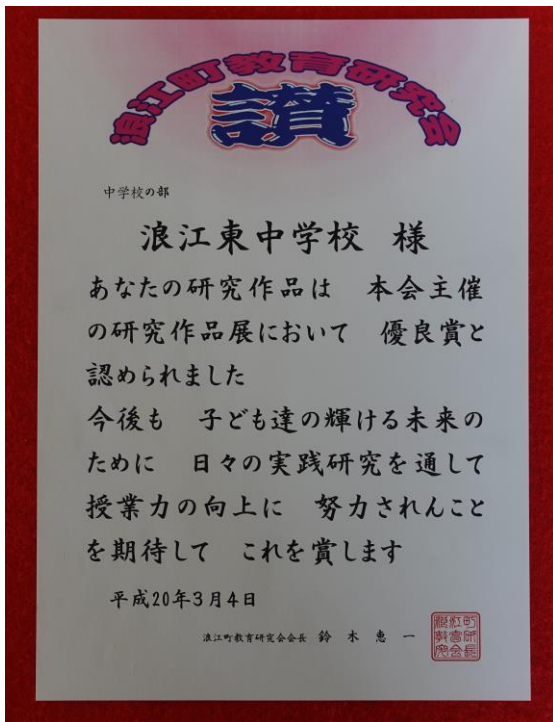 浪江町教育研究会
讃
中学校の部
浪江東中学校 様
あなたの研究作品は 本会主催
の研究作品展において 優良賞と
認められました
今後も 子ども達の輝ける未来の
ために 日々の実践研究を通して
授業力の向上に 努力されんこと
を期待して これを賞します
平成20年3月4日
浪江町教育研究会会長 鈴木惠一